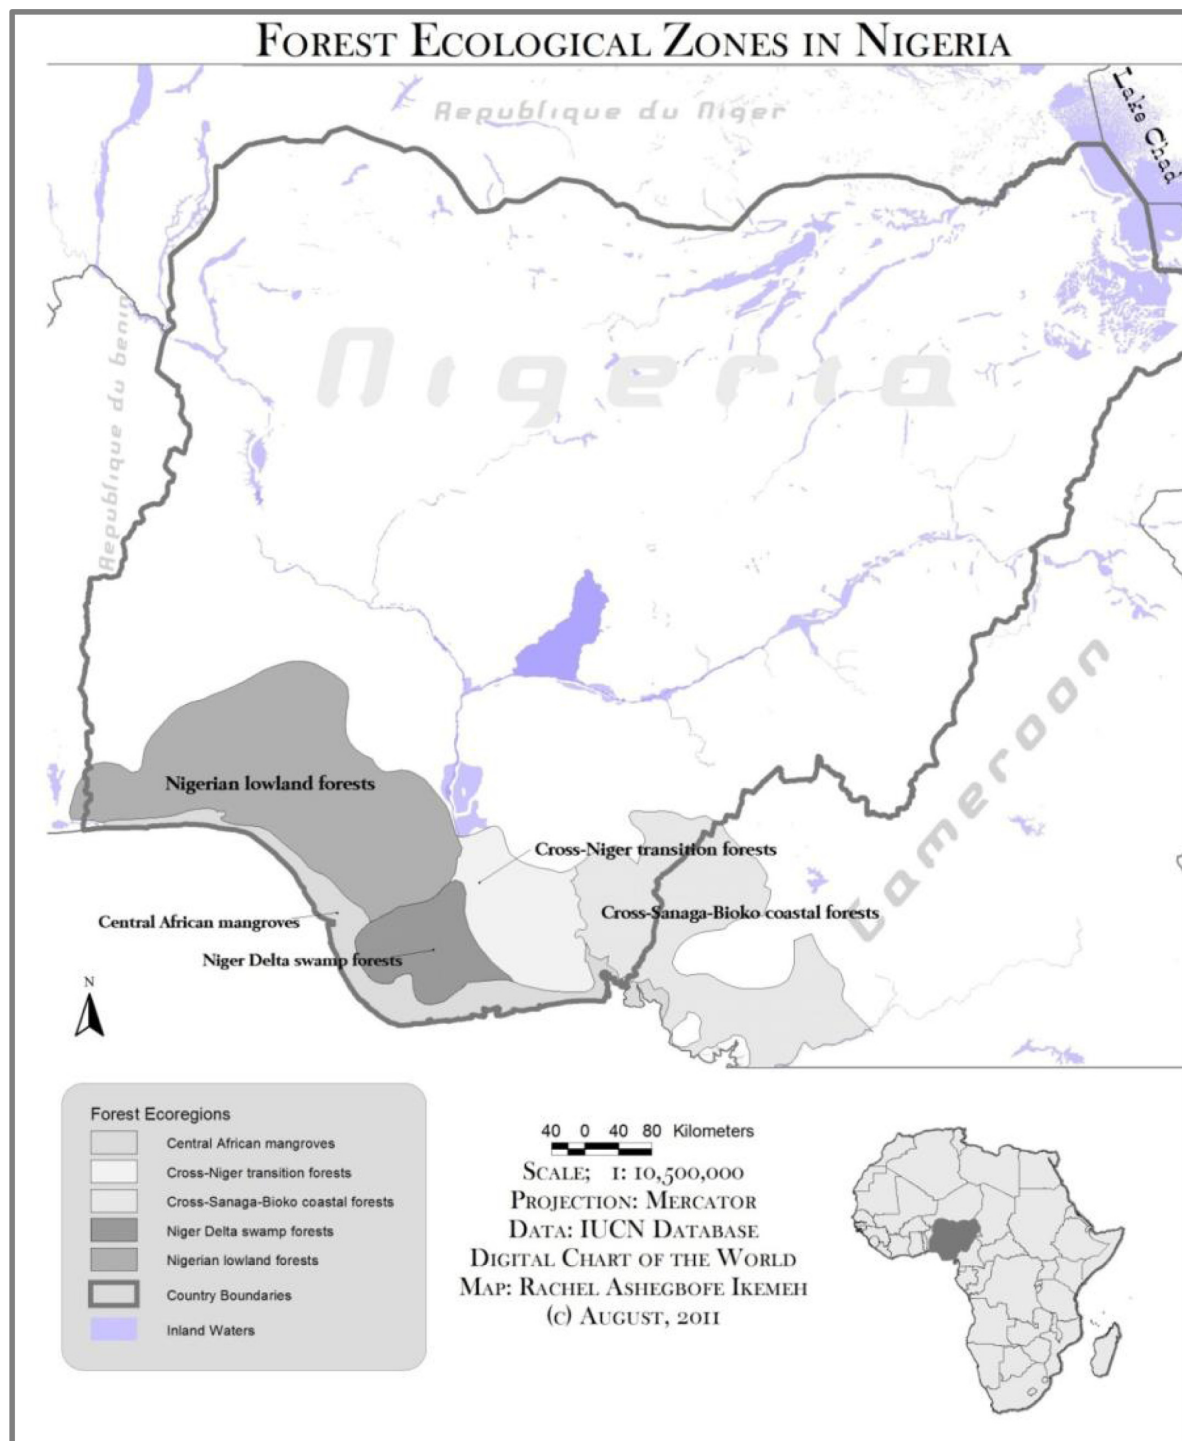 FOREST ECOLOGICAL ZONES IN NIGERIA
Republique du Niger
Lake Chad
Republique du benin
Nigeria
Cameroon
Nigerian lowland forests
Cross-Niger transition forests
Central African mangroves
Cross-Sanaga-Bioko coastal forests
Niger Delta swamp forests
N
Forest Ecoregions
Central African mangroves
Cross-Niger transition forests
Cross-Sanaga-Bioko coastal forests
Niger Delta swamp forests
Nigerian lowland forests
Country Boundaries
Inland Waters
40 0 40 80 Kilometers
SCALE; 1: 10,500,000
PROJECTION: MERCATOR
DATA: IUCN DATABASE
DIGITAL CHART OF THE WORLD
MAP: RACHEL ASHEGBOFE IKEMEH
(C) AUGUST, 2011